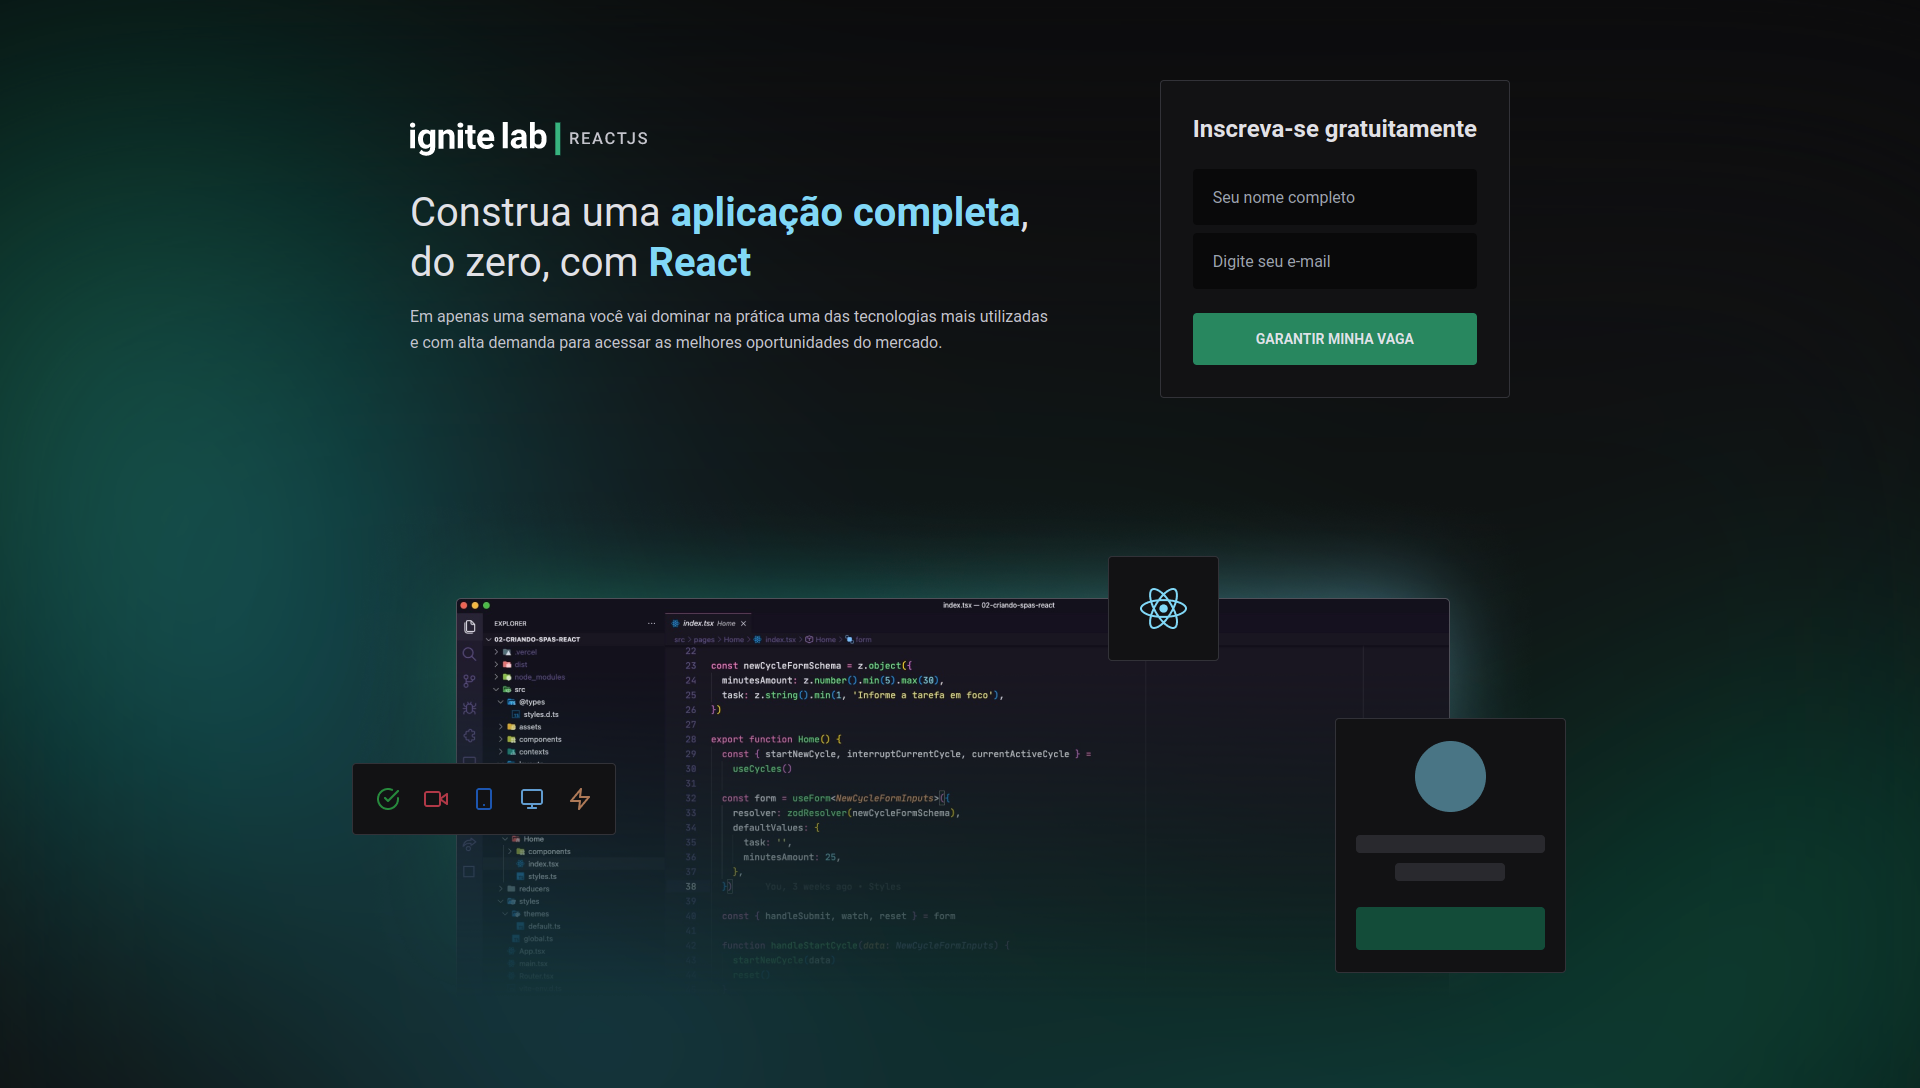 ignite lab | REACTJS
Construa uma aplicação completa,
do zero, com React
Em apenas uma semana você vai dominar na prática uma das tecnologias mais utilizadas
e com alta demanda para acessar as melhores oportunidades do mercado.
Inscreva-se gratuitamente
Seu nome completo
Digite seu e-mail
GARANTIR MINHA VAGA
index.tsx — 02-criando-spas-react
EXPLORER
02-CRIANDO-SPAS-REACT
.vercel
dist
node_modules
src
@types
styles.d.ts
assets
components
contexts
Home
components
index.tsx
styles.ts
reducers
styles
themes
default.ts
global.ts
App.tsx
main.tsx
Router.tsx
index.tsx Home
src > pages > Home > index.tsx > Home > form
22
23 const newCycleFormSchema = z.object({
24 minutesAmount: z.number().min(5).max(30),
25 task: z.string().min(1, 'Informe a tarefa em foco'),
26 })
27
28 export function Home() {
29 const { startNewCycle, interruptCurrentCycle, currentActiveCycle } =
30 useCycles()
31
32 const form = useForm<NewCycleFormInputs>({
33 resolver: zodResolver(newCycleFormSchema),
34 defaultValues: {
35 task: '',
36 minutesAmount: 25,
37 },
38 }) You, 3 weeks ago • Styles
39
40 const { handleSubmit, watch, reset } = form
41
42 function handleStartCycle(data: NewCycleFormInputs) {
43 startNewCycle(data)
reset()